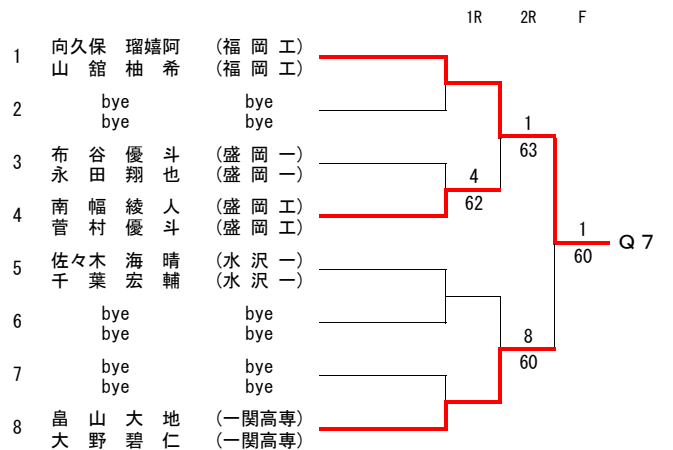 1R 2R F
1 向久保 瑠嬉阿 (福 岡 工)
山 舘 柚 希 (福 岡 工)
2 bye bye
bye bye
1
63
3 布 谷 優 斗 (盛 岡 一)
永 田 翔 也 (盛 岡 一)
4
62
4 南 幅 綾 人 (盛 岡 工)
菅 村 優 斗 (盛 岡 工)
1
60
Q7
5 佐々木 海 晴 (水 沢 一)
千 葉 宏 輔 (水 沢 一)
6 bye bye
bye bye
8
60
7 bye bye
bye bye
8 畠 山 大 地 (一関高専)
大 野 碧 仁 (一関高専)